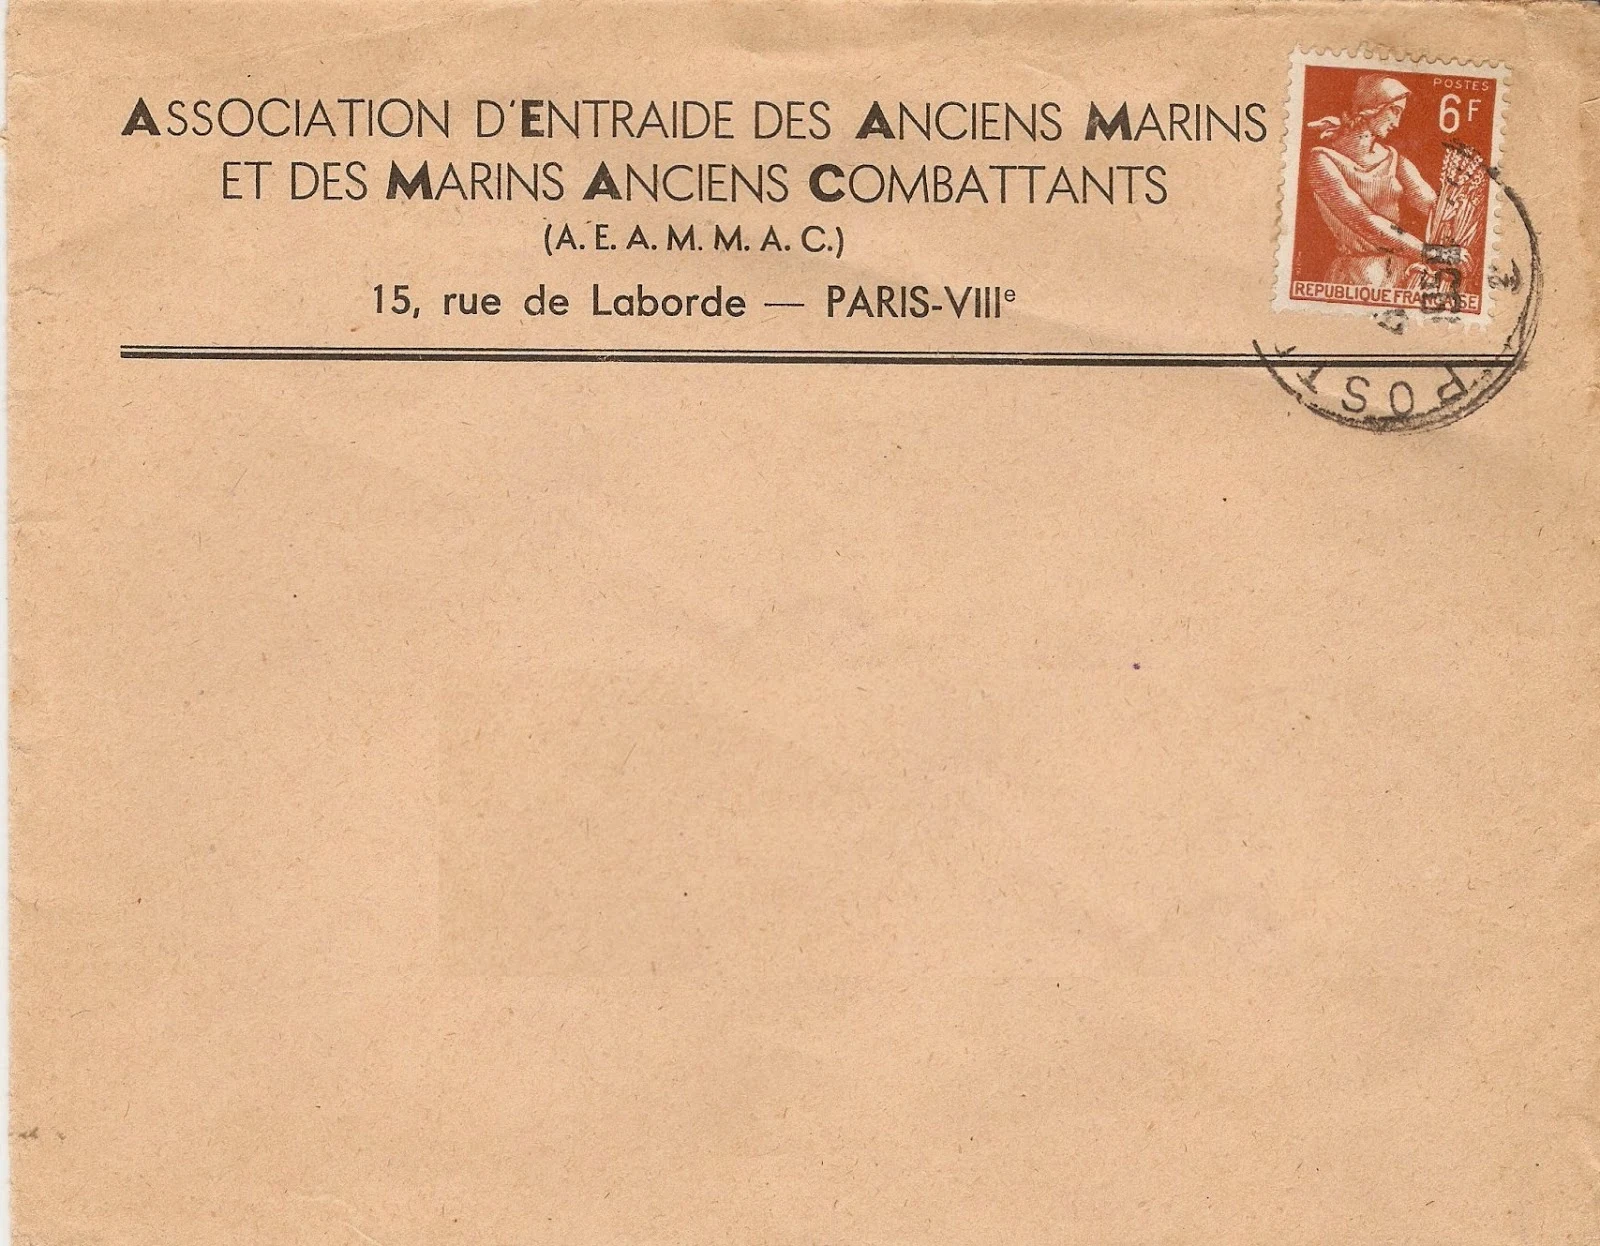 ASSOCIATION D'ENTRAIDE DES ANCIENS MARINS
ET DES MARINS ANCIENS COMBATTANTS
(A. E. A. M. M. A. C.)
15, rue de Laborde — PARIS-VIIIe
POSTES
6F
REPUBLIQUE FRANÇAISE
POST